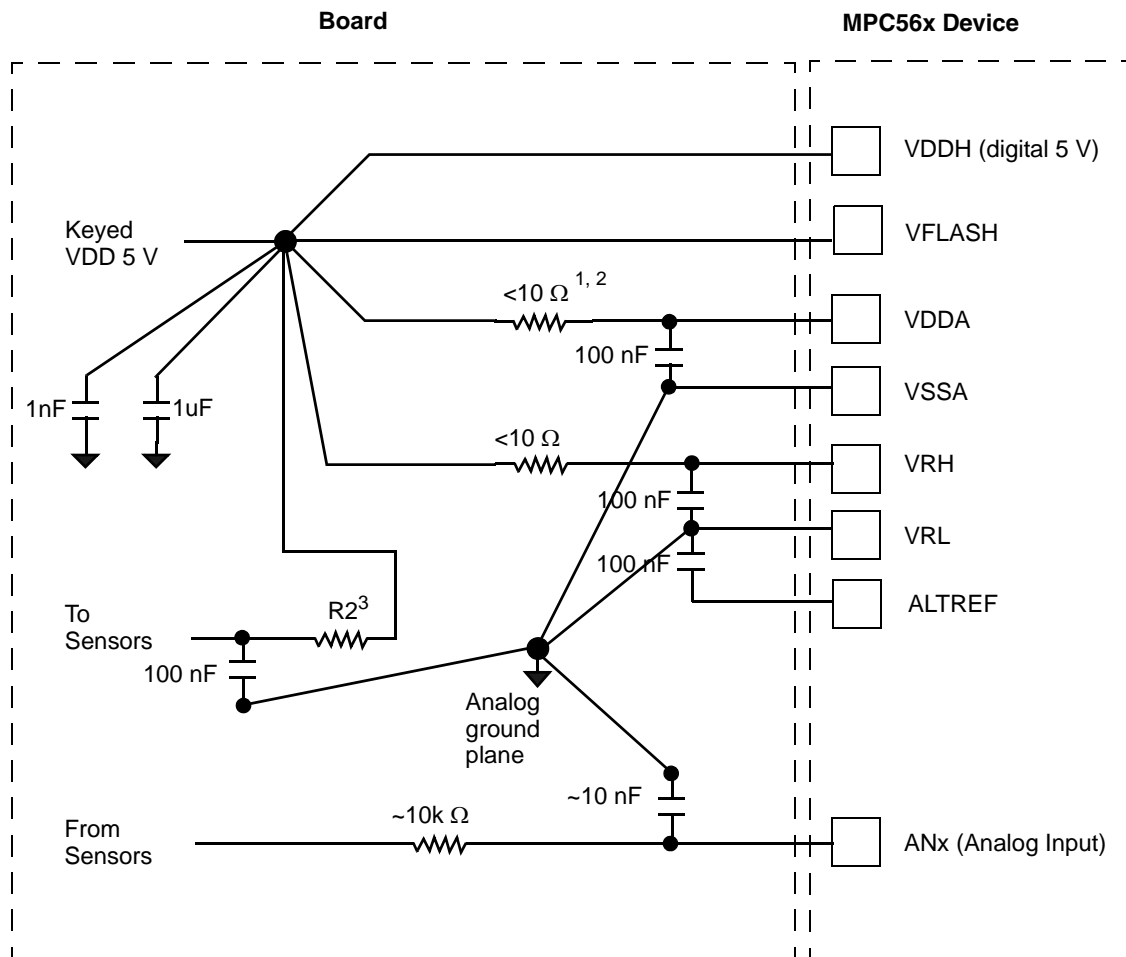 Board
MPC56x Device
VDDH (digital 5 V)
Keyed
VDD 5 V
VFLASH
<10 Ω 1, 2
VDDA
100 nF
VSSA
1nF
1uF
<10 Ω
VRH
100 nF
VRL
100 nF
ALTREF
To
Sensors
R2³
100 nF
Analog
ground
plane
~10 nF
~10k Ω
From
Sensors
ANx (Analog Input)